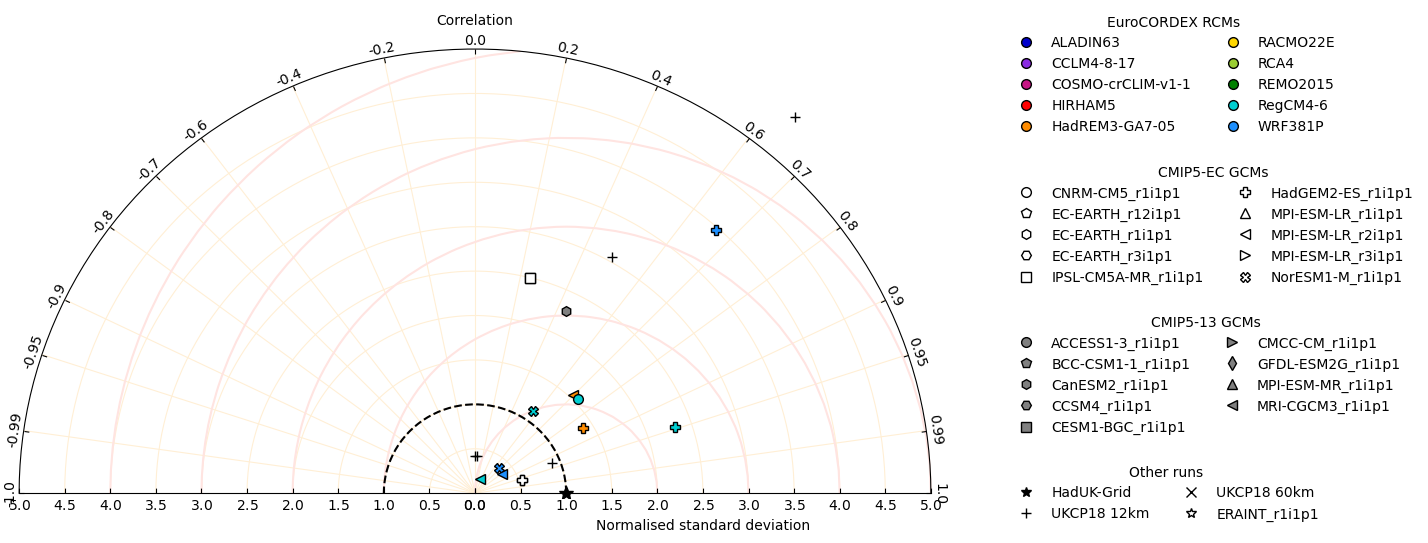 Correlation
0.0
-0.2
0.2
-0.4
0.4
-0.6
0.6
-0.7
0.7
-0.8
0.8
-0.9
0.9
-0.95
0.95
-0.99
0.99
-1.0
1.0
5.0 4.5 4.0 3.5 3.0 2.5 2.0 1.5 1.0 0.5 0.0 0.5 1.0 1.5 2.0 2.5 3.0 3.5 4.0 4.5 5.0
Normalised standard deviation
EuroCORDEX RCMs
ALADIN63 RACMO22E
CCLM4-8-17 RCA4
COSMO-crCLIM-v1-1 REMO2015
HIRHAM5 RegCM4-6
HadREM3-GA7-05 WRF381P
CMIP5-EC GCMs
CNRM-CM5_r1i1p1 HadGEM2-ES_r1i1p1
EC-EARTH_r12i1p1 MPI-ESM-LR_r1i1p1
EC-EARTH_r1i1p1 MPI-ESM-LR_r2i1p1
EC-EARTH_r3i1p1 MPI-ESM-LR_r3i1p1
IPSL-CM5A-MR_r1i1p1 NorESM1-M_r1i1p1
CMIP5-13 GCMs
ACCESS1-3_r1i1p1 CMCC-CM_r1i1p1
BCC-CSM1-1_r1i1p1 GFDL-ESM2G_r1i1p1
CanESM2_r1i1p1 MPI-ESM-MR_r1i1p1
CCSM4_r1i1p1 MRI-CGCM3_r1i1p1
CESM1-BGC_r1i1p1
Other runs
HadUK-Grid UKCP18 60km
UKCP18 12km ERAINT_r1i1p1